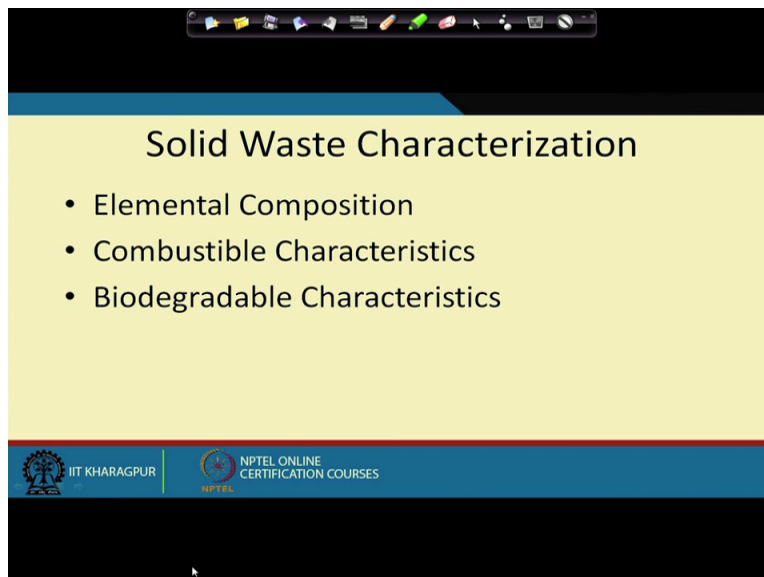 Solid Waste Characterization
• Elemental Composition
• Combustible Characteristics
• Biodegradable Characteristics
IIT KHARAGPUR
NPTEL
NPTEL ONLINE
CERTIFICATION COURSES